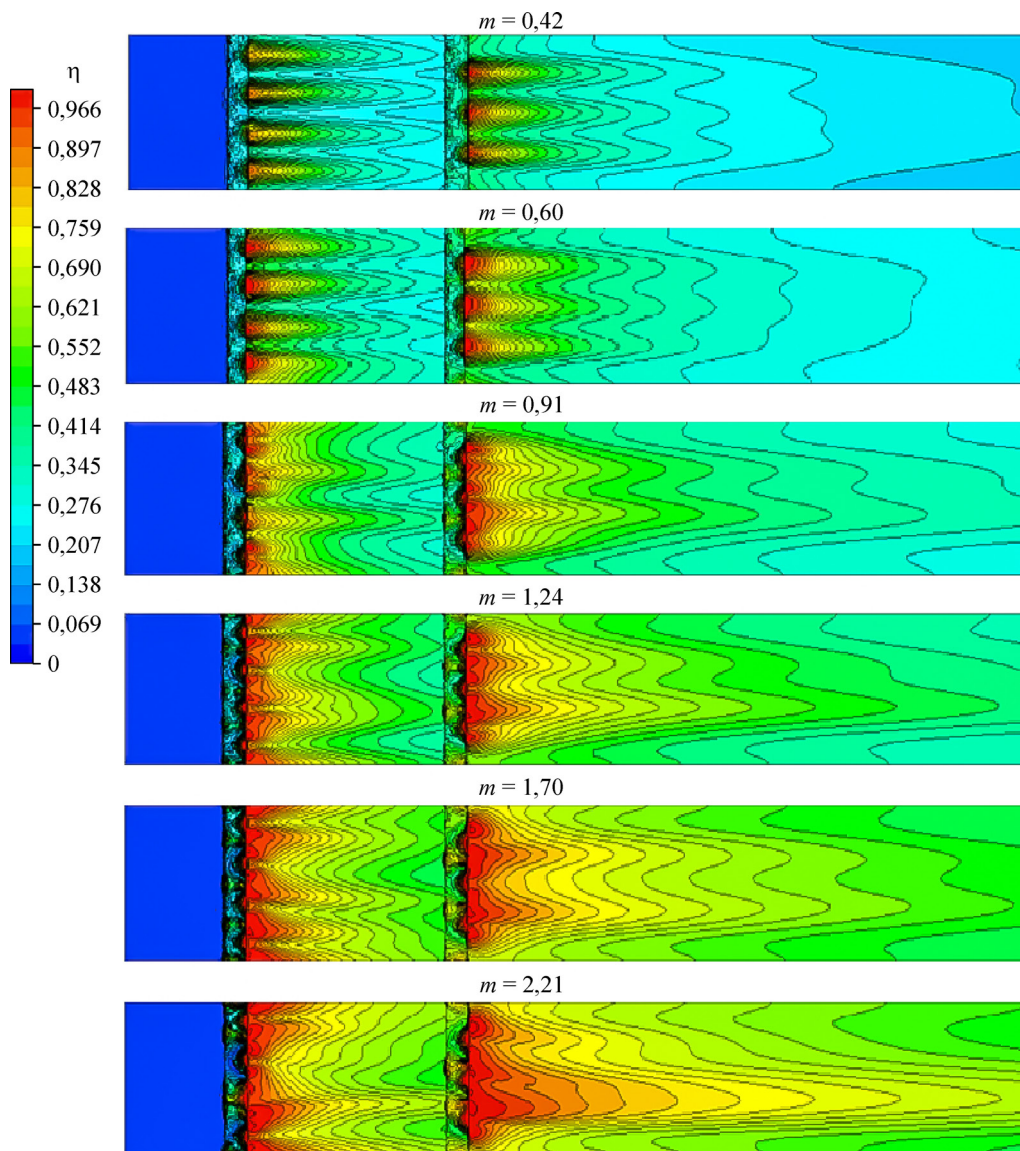 m = 0,42
η
0,966
0,897
0,828
0,759
0,690
0,621
0,552
0,483
0,414
0,345
0,276
0,207
0,138
0,069
0
m = 0,60
m = 0,91
m = 1,24
m = 1,70
m = 2,21